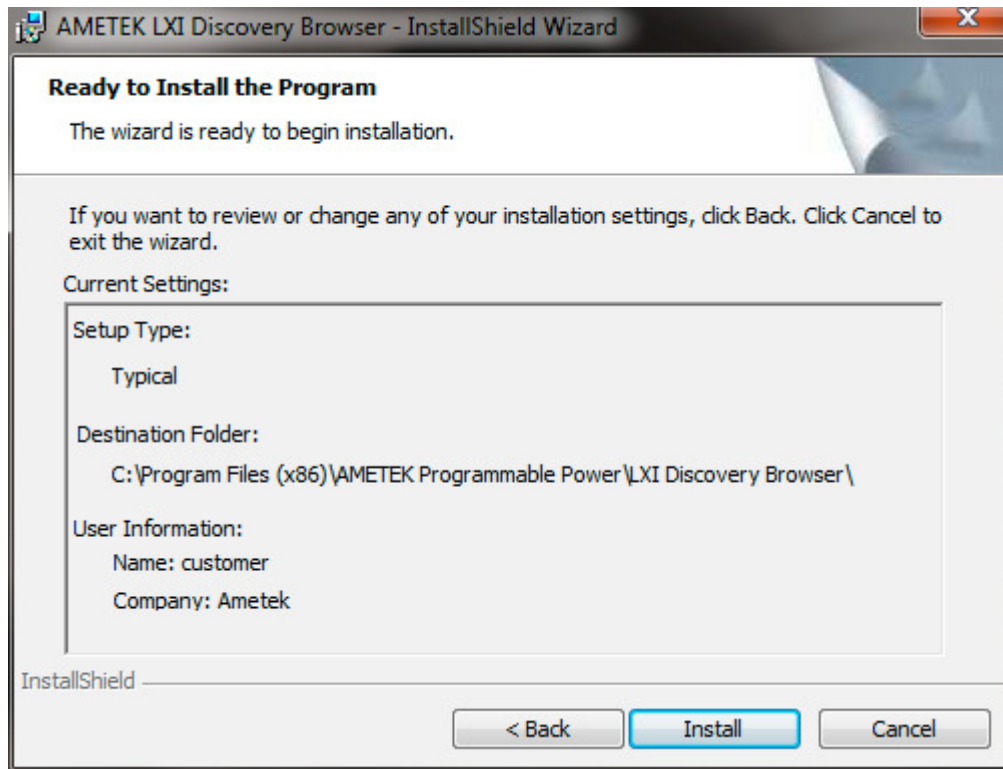 AMETEK LXI Discovery Browser - InstallShield Wizard
Ready to Install the Program
The wizard is ready to begin installation.
If you want to review or change any of your installation settings, click Back. Click Cancel to
exit the wizard.
Current Settings:
Setup Type:
Typical
Destination Folder:
C:\Program Files (x86)\AMETEK Programmable Power\LXI Discovery Browser\
User Information:
Name: customer
Company: Ametek
InstallShield
< Back Install Cancel